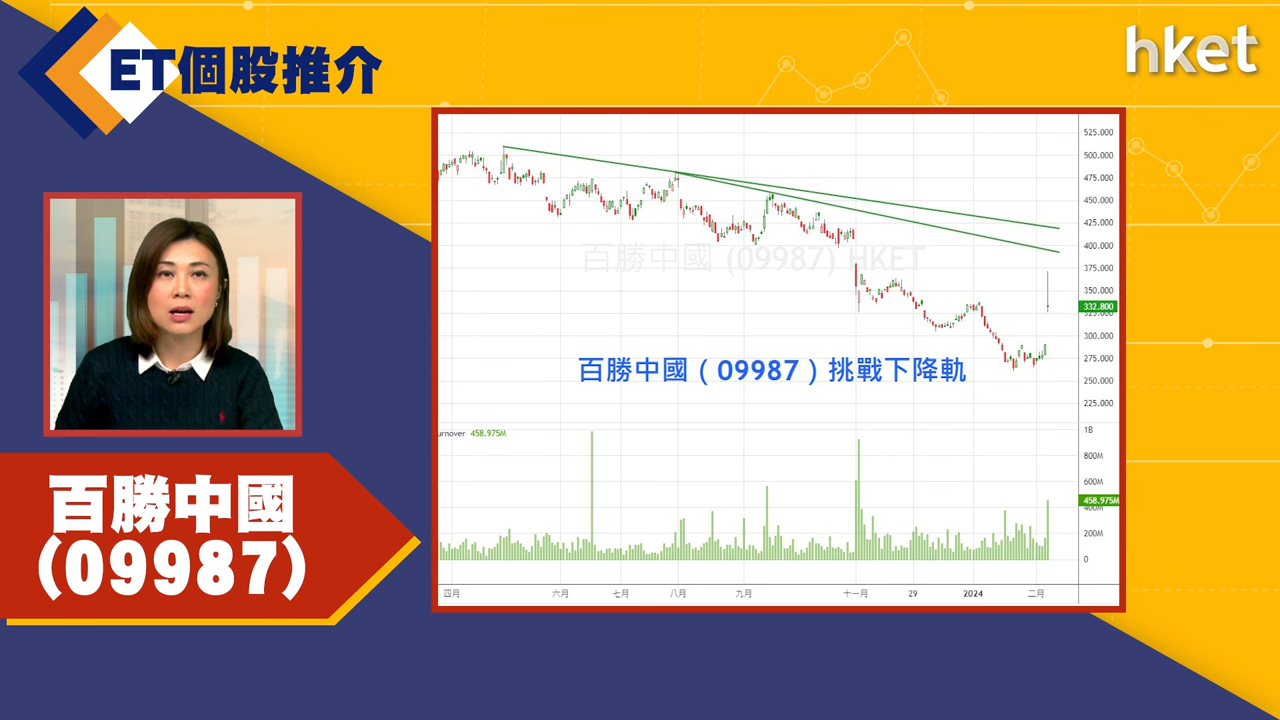 ET個股推介
hket
百勝中國
(09987)
百勝中國 (09987) HKET
百勝中國（09987）挑戰下降軌
525.000
500.000
475.000
450.000
425.000
400.000
375.000
350.000
332.800
325.000
300.000
275.000
250.000
225.000
urnover 458.975M
1B
800M
600M
458.975M
400M
200M
0
四月
六月
七月
八月
九月
十一月
29
2024
二月